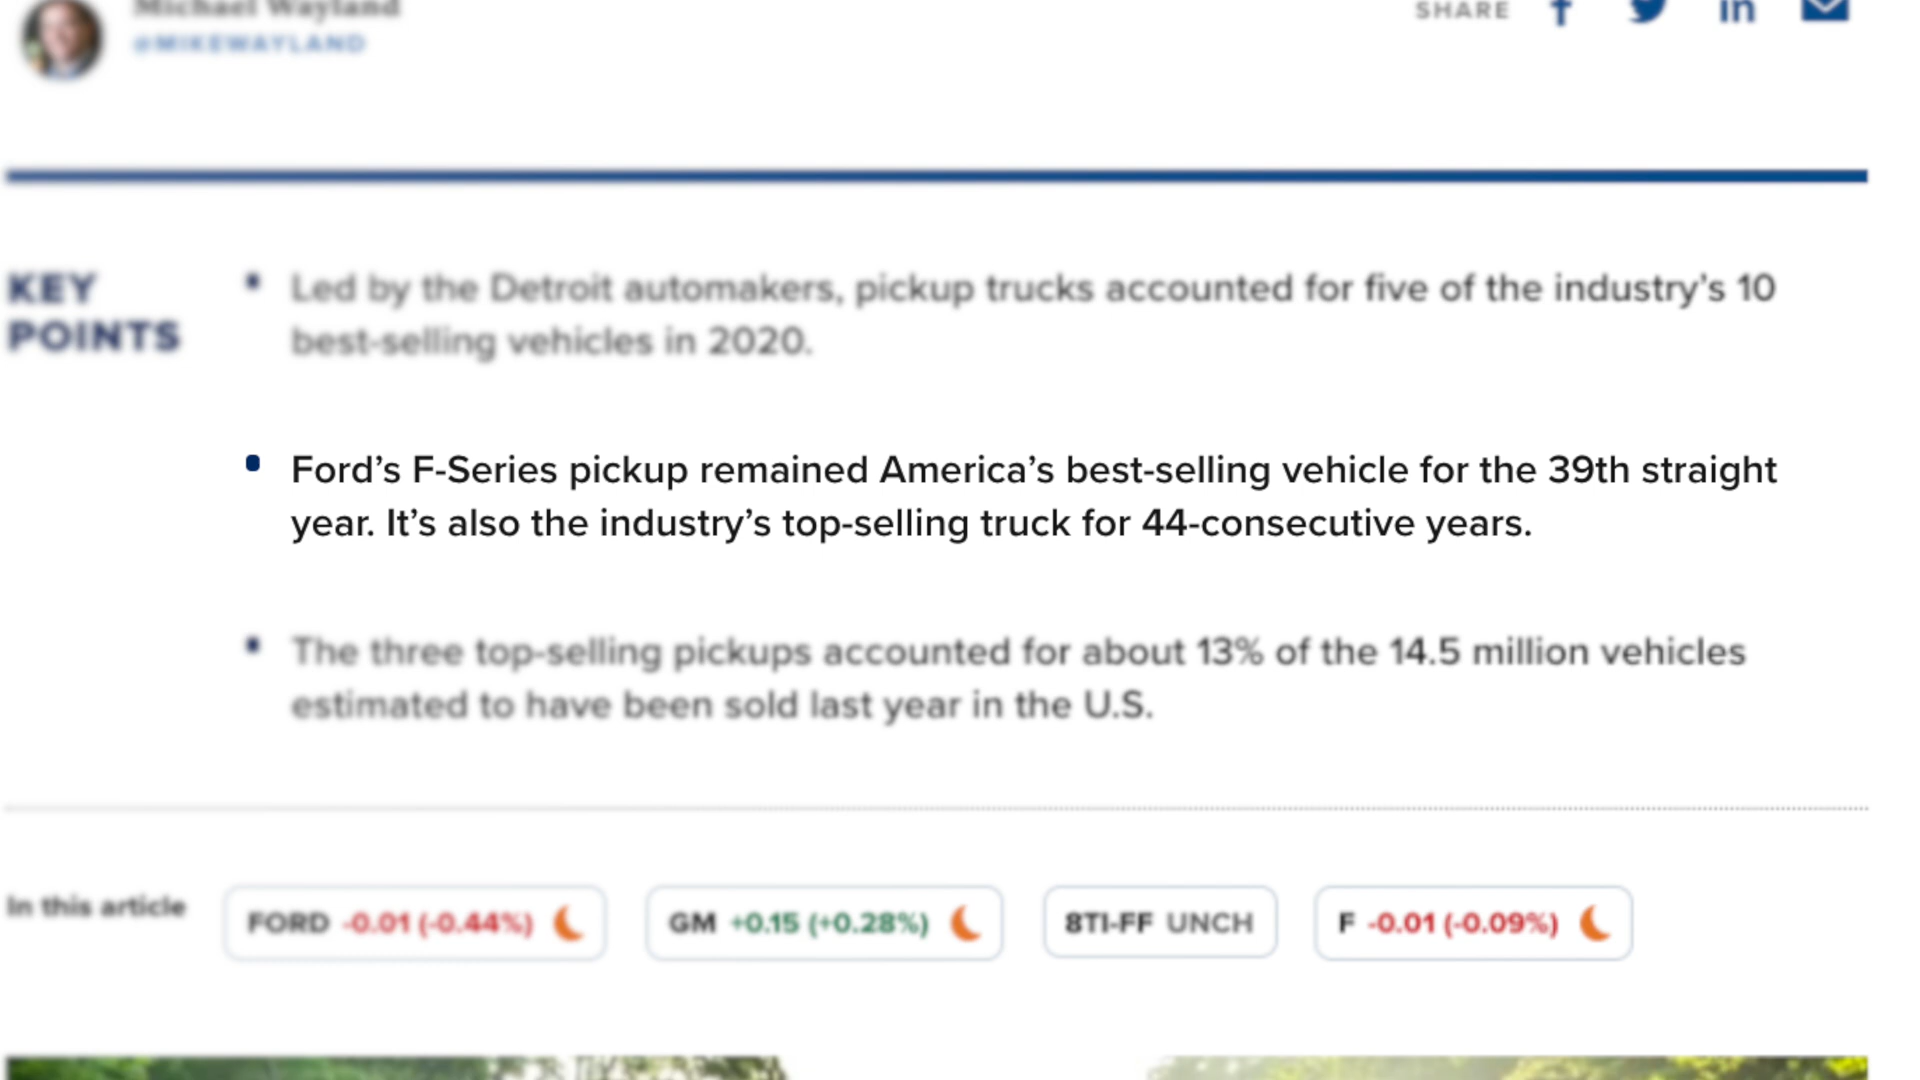 Michael Wayland
@MIKEWAYLAND
SHARE
KEY
POINTS
Led by the Detroit automakers, pickup trucks accounted for five of the industry’s 10
best-selling vehicles in 2020.
Ford’s F-Series pickup remained America’s best-selling vehicle for the 39th straight
year. It’s also the industry’s top-selling truck for 44-consecutive years.
The three top-selling pickups accounted for about 13% of the 14.5 million vehicles
estimated to have been sold last year in the U.S.
In this article
FORD -0.01 (-0.44%)
GM +0.15 (+0.28%)
8TI-FF UNCH
F -0.01 (-0.09%)